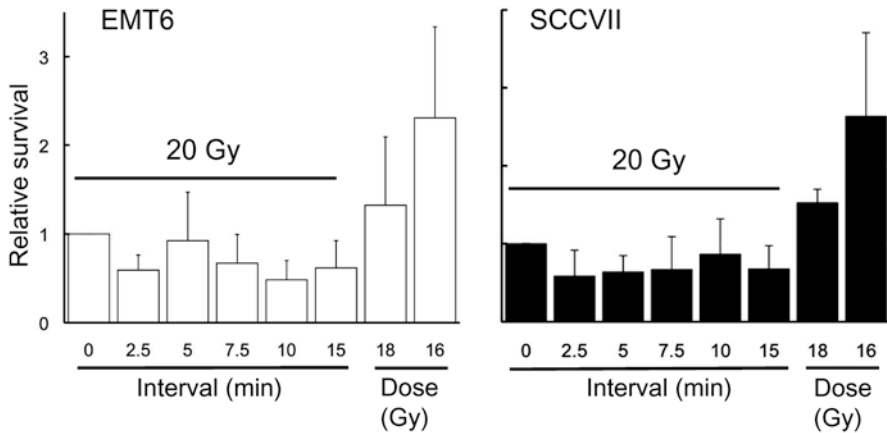 EMT6
SCCVII
Relative survival
3
2
1
0
20 Gy
20 Gy
0 2.5 5 7.5 10 15 18 16
0 2.5 5 7.5 10 15 18 16
Interval (min)
Dose
(Gy)
Interval (min)
Dose
(Gy)